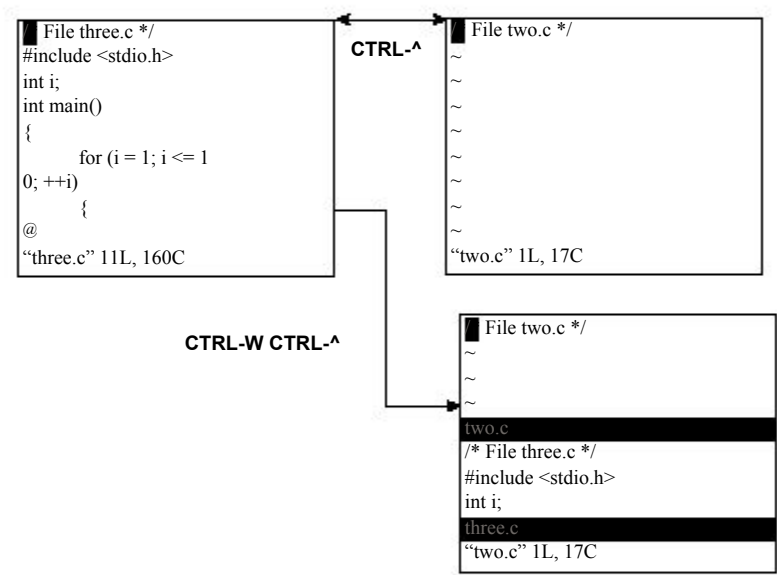 /* File three.c */
#include <stdio.h>
int i;
int main()
{
for (i = 1; i <= 1
0; ++i)
{
@
“three.c” 11L, 160C
CTRL-^
/* File two.c */
~
~
~
~
~
~
~
~
“two.c” 1L, 17C
CTRL-W CTRL-^
/* File two.c */
~
~
~
two.c
/* File three.c */
#include <stdio.h>
int i;
three.c
“two.c” 1L, 17C